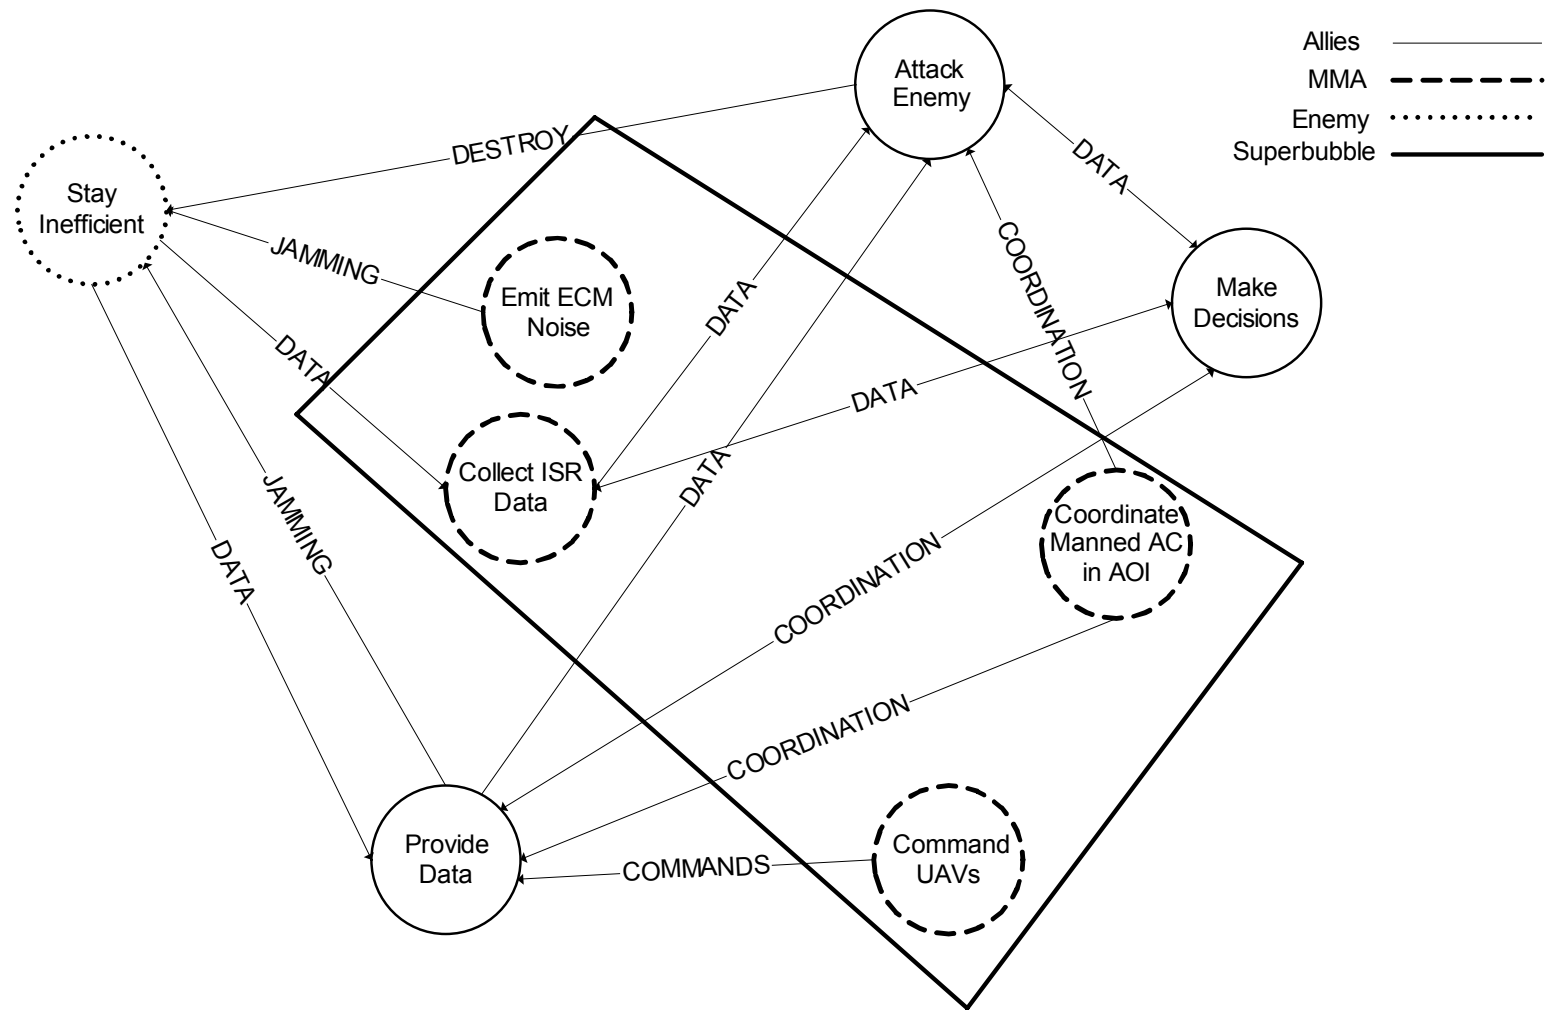 Attack
Enemy
Allies
MMA
Enemy
Superbubble
DESTROY
DATA
Stay
Inefficient
JAMMING
COORDINATION
Make
Decisions
Emit ECM
Noise
DATA
DATA
DATA
Collect ISR
Data
DATA
Coordinate
Manned AC
in AOI
JAMMING
DATA
COORDINATION
COORDINATION
Provide
Data
COMMANDS
Command
UAVs